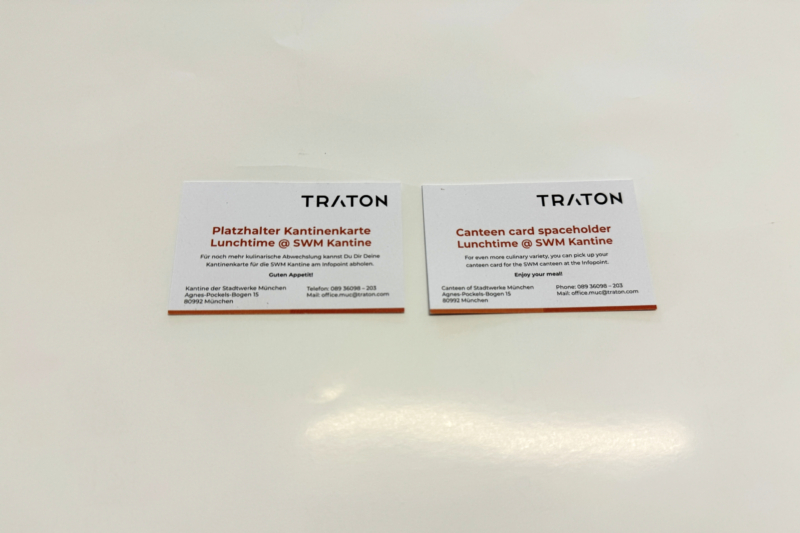 TRATON
Platzhalter Kantinenkarte
Lunchtime @ SWM Kantine
Für noch mehr kulinarische Abwechslung kannst Du Dir Deine
Kantinenkarte für die SWM Kantine am Infopoint abholen.
Guten Appetit!
Kantine der Stadtwerke München
Agnes-Pockels-Bogen 15
80992 München
Telefon: 089 36098 – 203
Mail: office.muc@traton.com
TRATON
Canteen card spaceholder
Lunchtime @ SWM Kantine
For even more culinary variety, you can pick up your
canteen card for the SWM canteen at the Infopoint.
Enjoy your meal!
Canteen of Stadtwerke München
Agnes-Pockels-Bogen 15
80992 München
Phone: 089 36098 – 203
Mail: office.muc@traton.com